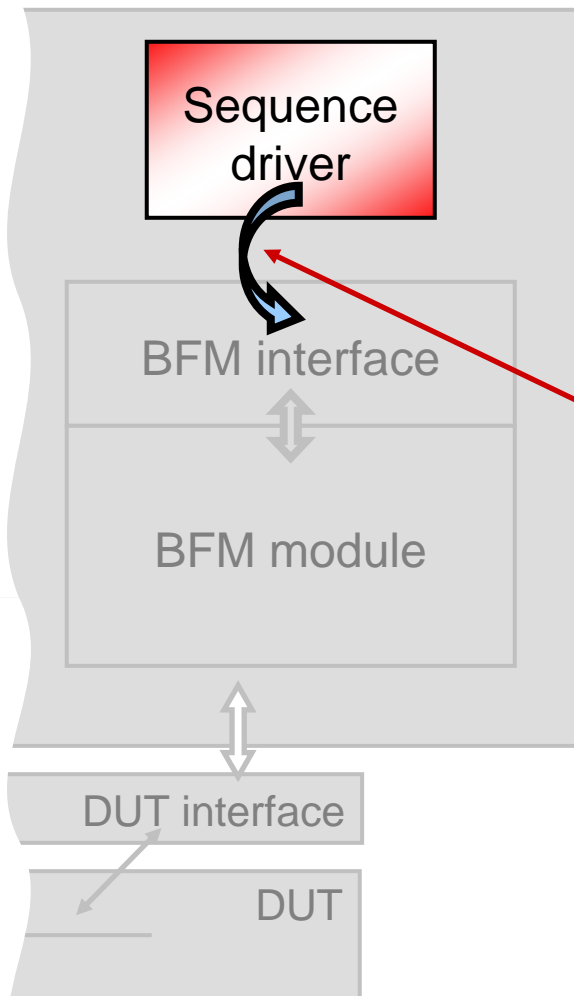 Sequence
driver
BFM interface
BFM module
DUT interface
DUT